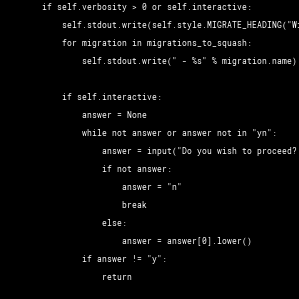 if self.verbosity > 0 or self.interactive:
self.stdout.write(self.style.MIGRATE_HEADING("Wi
for migration in migrations_to_squash:
self.stdout.write(" - %s" % migration.name)
if self.interactive:
answer = None
while not answer or answer not in "yn":
answer = input("Do you wish to proceed?
if not answer:
answer = "n"
break
else:
answer = answer[0].lower()
if answer != "y":
return